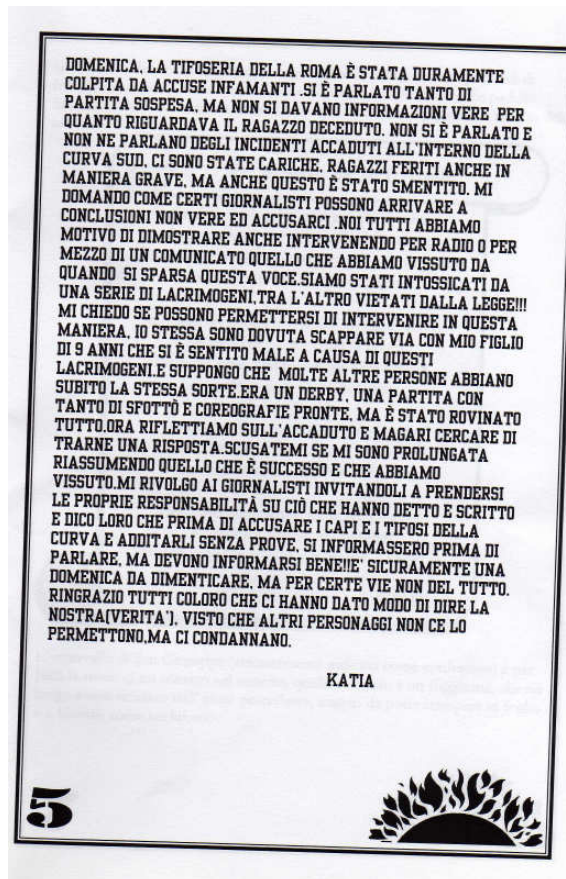 DOMENICA, LA TIFOSERIA DELLA ROMA È STATA DURAMENTE
COLPITA DA ACCUSE INFAMANTI .SI È PARLATO TANTO DI
PARTITA SOSPESA, MA NON SI DAVANO INFORMAZIONI VERE PER
QUANTO RIGUARDAVA IL RAGAZZO DECEDUTO. NON SI È PARLATO E
NON NE PARLANO DEGLI INCIDENTI ACCADUTI ALL'INTERNO DELLA
CURVA SUD, CI SONO STATE CARICHE, RAGAZZI FERITI ANCHE IN
MANIERA GRAVE, MA ANCHE QUESTO È STATO SMENTITO. MI
DOMANDO COME CERTI GIORNALISTI POSSONO ARRIVARE A
CONCLUSIONI NON VERE ED ACCUSARCI .NOI TUTTI ABBIAMO
MOTIVO DI DIMOSTRARE ANCHE INTERVENENDO PER RADIO O PER
MEZZO DI UN COMUNICATO QUELLO CHE ABBIAMO VISSUTO DA
QUANDO SI SPARSA QUESTA VOCE.SIAMO STATI INTOSSICATI DA
UNA SERIE DI LACRIMOGENI,TRA L'ALTRO VIETATI DALLA LEGGE!!!
MI CHIEDO SE POSSONO PERMETTERSI DI INTERVENIRE IN QUESTA
MANIERA, IO STESSA SONO DOVUTA SCAPPARE VIA CON MIO FIGLIO
DI 9 ANNI CHE SI È SENTITO MALE A CAUSA DI QUESTI
LACRIMOGENI.E SUPPONGO CHE MOLTE ALTRE PERSONE ABBIANO
SUBITO LA STESSA SORTE.ERA UN DERBY, UNA PARTITA CON
TANTO DI SFOTTÒ E COREOGRAFIE PRONTE, MA È STATO ROVINATO
TUTTO.ORA RIFLETTIAMO SULL'ACCADUTO E MAGARI CERCARE DI
TRARNE UNA RISPOSTA.SCUSATEMI SE MI SONO PROLUNGATA
RIASSUMENDO QUELLO CHE È SUCCESSO E CHE ABBIAMO
VISSUTO.MI RIVOLGO AI GIORNALISTI INVITANDOLI A PRENDERSI
LE PROPRIE RESPONSABILITÀ SU CIÒ CHE HANNO DETTO E SCRITTO
E DICO LORO CHE PRIMA DI ACCUSARE I CAPI E I TIFOSI DELLA
CURVA E ADDITARLI SENZA PROVE, SI INFORMASSERO PRIMA DI
PARLARE, MA DEVONO INFORMARSI BENE!!E' SICURAMENTE UNA
DOMENICA DA DIMENTICARE, MA PER CERTE VIE NON DEL TUTTO.
RINGRAZIO TUTTI COLORO CHE CI HANNO DATO MODO DI DIRE LA
NOSTRA(VERITA'), VISTO CHE ALTRI PERSONAGGI NON CE LO
PERMETTONO,MA CI CONDANNANO.
KATIA
5